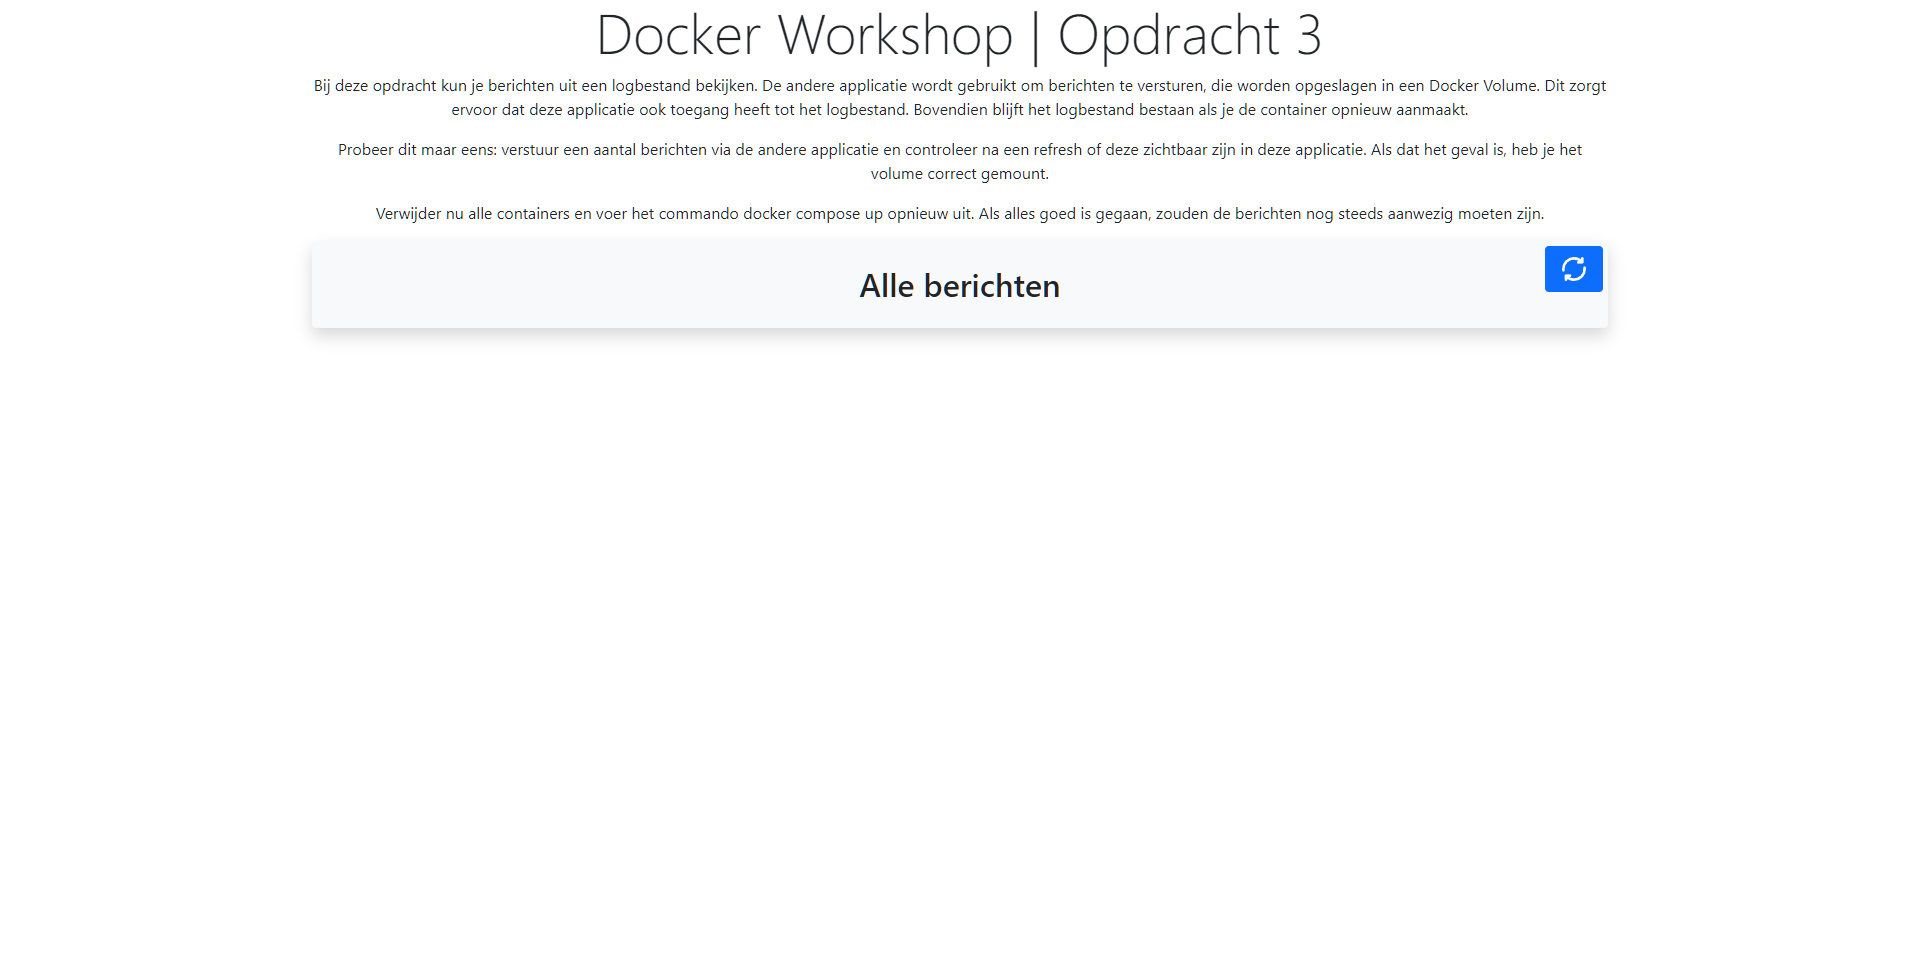 Docker Workshop | Opdracht 3
Bij deze opdracht kun je berichten uit een logbestand bekijken. De andere applicatie wordt gebruikt om berichten te versturen, die worden opgeslagen in een Docker Volume. Dit zorgt
ervoor dat deze applicatie ook toegang heeft tot het logbestand. Bovendien blijft het logbestand bestaan als je de container opnieuw aanmaakt.
Probeer dit maar eens: verstuur een aantal berichten via de andere applicatie en controleer na een refresh of deze zichtbaar zijn in deze applicatie. Als dat het geval is, heb je het
volume correct gemount.
Verwijder nu alle containers en voer het commando docker compose up opnieuw uit. Als alles goed is gegaan, zouden de berichten nog steeds aanwezig moeten zijn.
Alle berichten